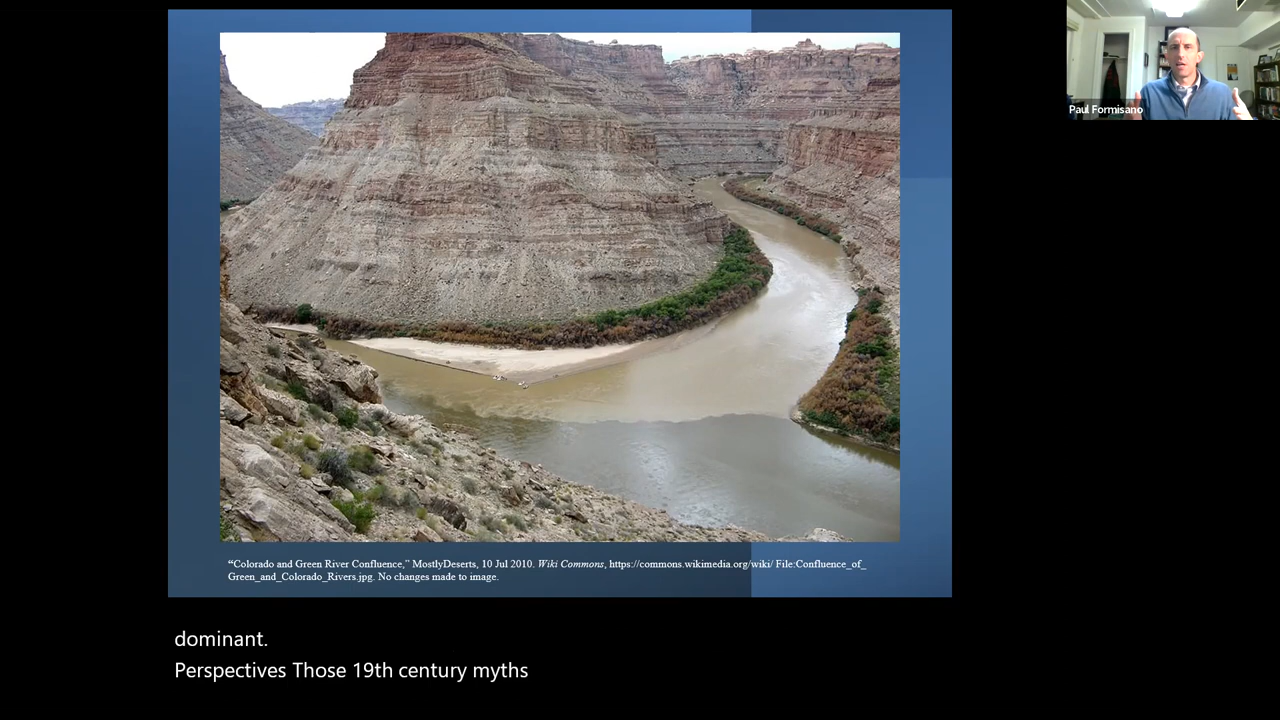 Paul Formisano
“Colorado and Green River Confluence,” MostlyDeserts, 10 Jul 2010. Wiki Commons, https://commons.wikimedia.org/wiki/ File:Confluence_of_
Green_and_Colorado_Rivers.jpg. No changes made to image.
dominant.
Perspectives Those 19th century myths